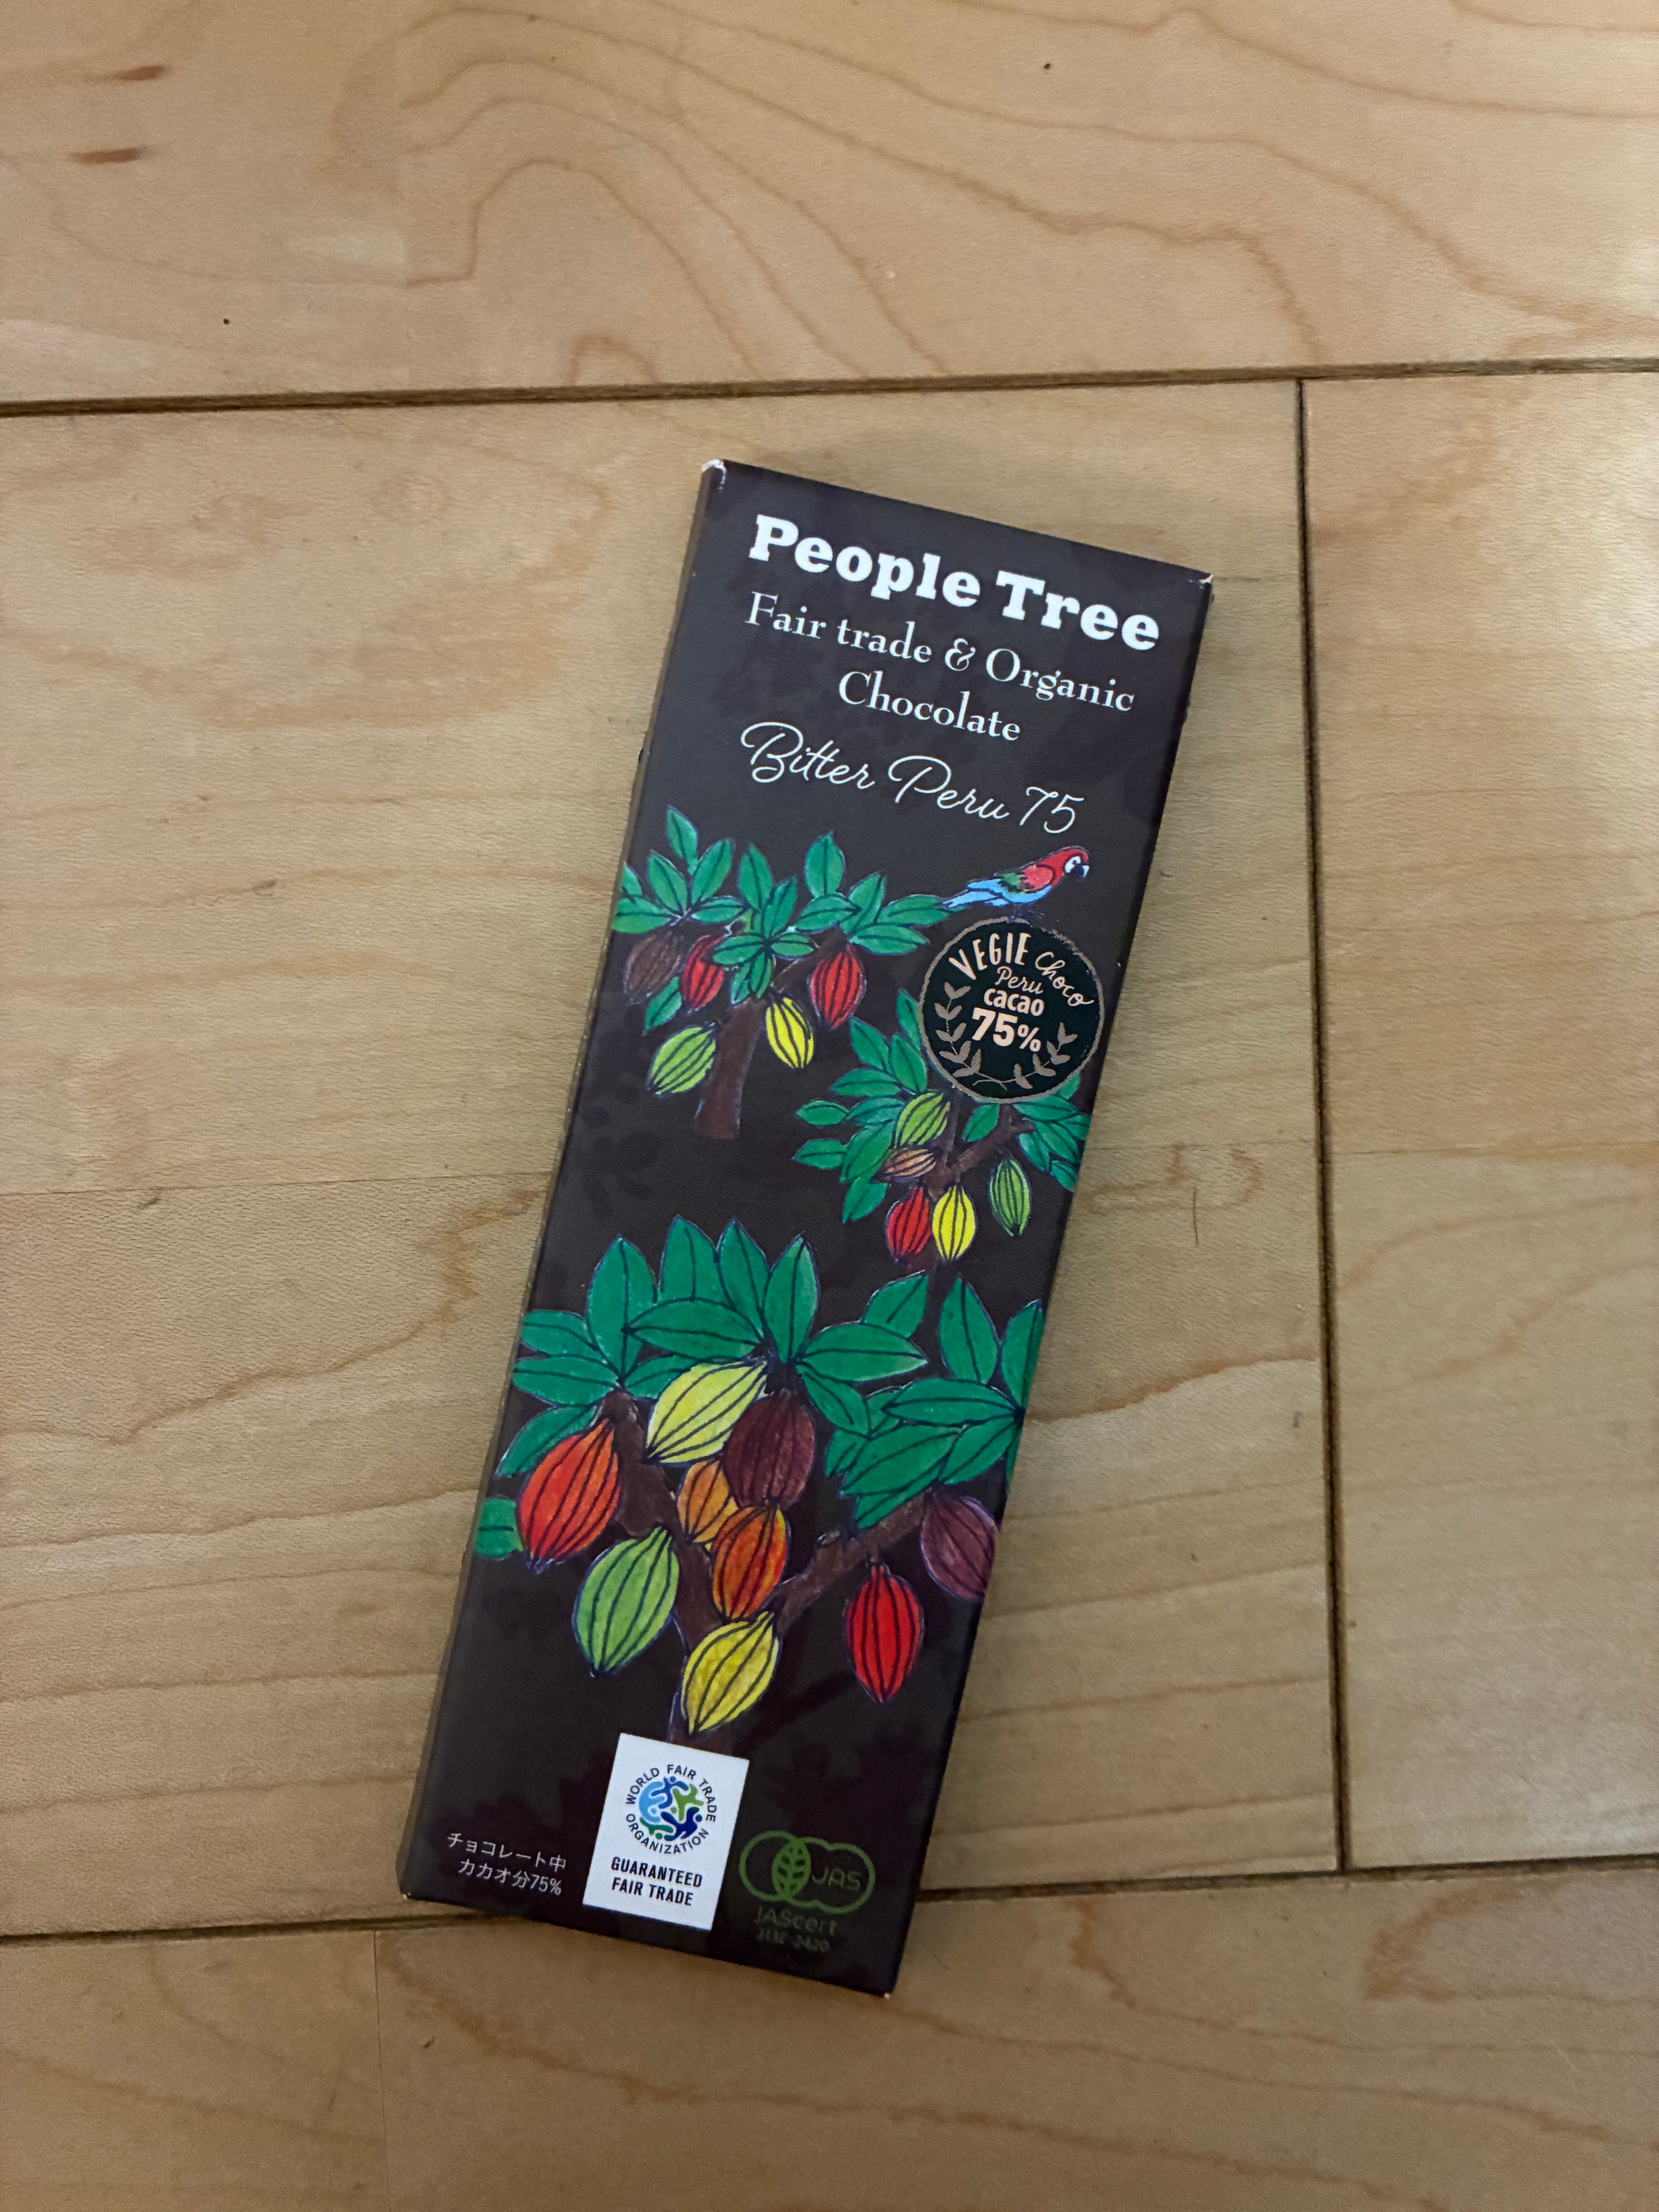 People Tree
Fair trade & Organic
Chocolate
Bitter Peru 75
VEGIE Choco
Peru
cacao
75%
チョコレート中
カカオ分75%
WORLD FAIR TRADE ORGANIZATION
GUARANTEED
FAIR TRADE
JAS
JAScert